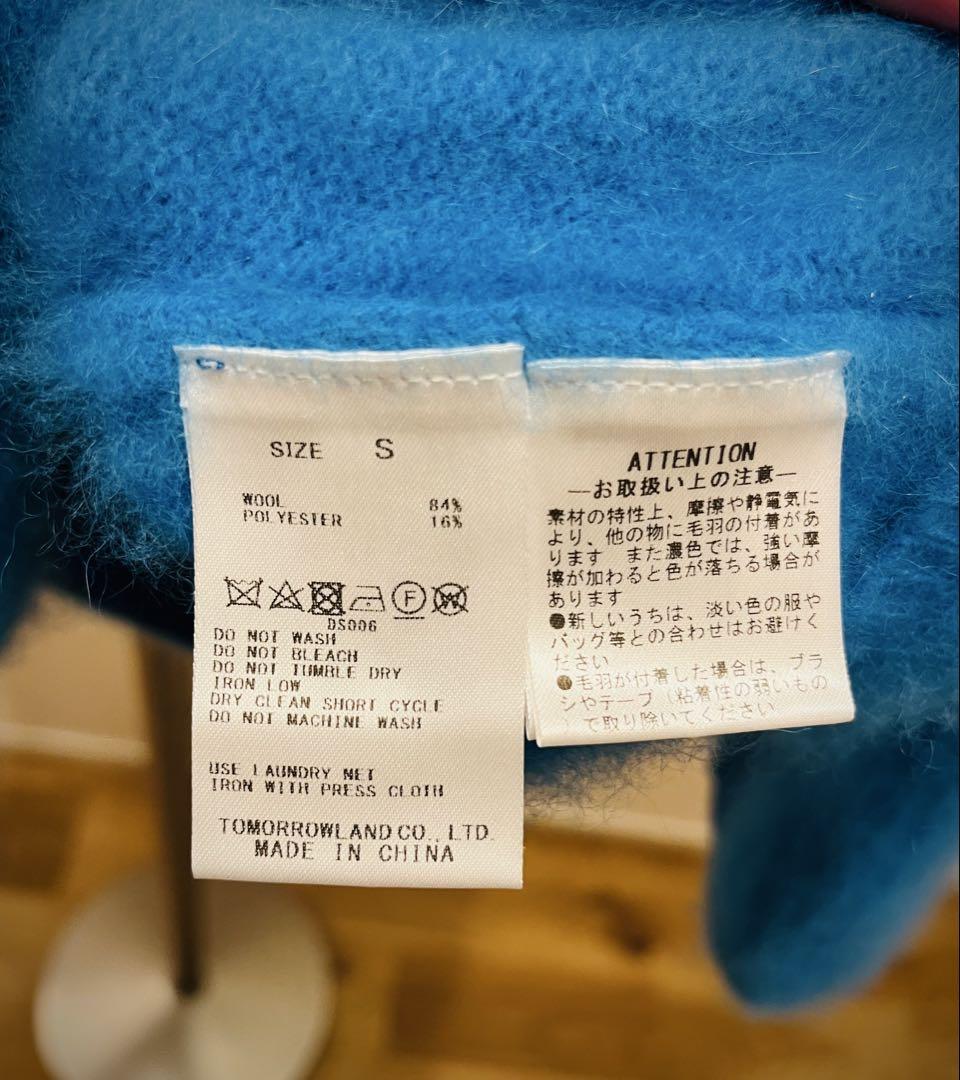 SIZE S
WOOL 84%
POLYESTER 16%
F W
DS006
DO NOT WASH
DO NOT BLEACH
DO NOT TUMBLE DRY
IRON LOW
DRY CLEAN SHORT CYCLE
DO NOT MACHINE WASH
USE LAUNDRY NET
IRON WITH PRESS CLOTH
TOMORROWLAND CO., LTD.
MADE IN CHINA
ATTENTION
—お取扱い上の注意—
素材の特性上、摩擦や静電気に
より、他の物に毛羽の付着があ
ります また濃色では、強い摩
擦が加わると色が落ちる場合が
あります
●新しいうちは、淡い色の服や
バッグ等との合わせはお避けく
ださい
●毛羽が付着した場合は、ブラ
シやテープ（粘着性の弱いもの
）で取り除いてください